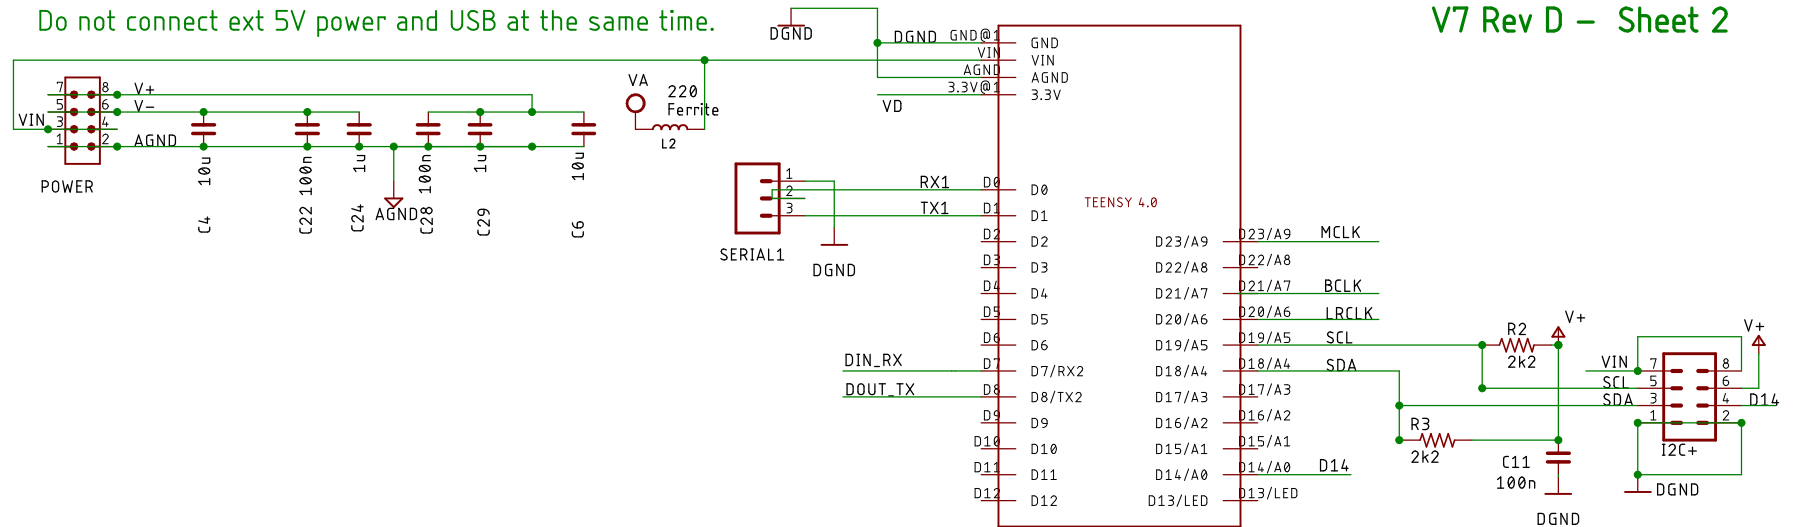 Do not connect ext 5V power and USB at the same time.
V7 Rev D - Sheet 2
DGND
DGND GND@1 GND
VIN VIN
AGND AGND
3.3V@1 3.3V
VD
VA
220
Ferrite
L2
7 8 V+
5 6 V-
VIN 3 4
1 2 AGND
POWER
10u
C4
100n
C22
1u
C24
AGND
100n
C28
1u
C29
10u
C6
1
2
3
SERIAL1
DGND
RX1 D0 D0
TX1 D1 D1
TEENSY 4.0
D2 D2
D3 D3
D4 D4
D5 D5
D6 D6
DIN_RX D7 D7/RX2
DOUT_TX D8 D8/TX2
D9 D9
D10 D10
D11 D11
D12 D12
D23/A9 D23/A9 MCLK
D22/A8 D22/A8
D21/A7 D21/A7 BCLK
D20/A6 D20/A6 LRCLK
D19/A5 D19/A5 SCL
D18/A4 D18/A4 SDA
D17/A3 D17/A3
D16/A2 D16/A2
D15/A1 D15/A1
D14/A0 D14/A0 D14
D13/LED D13/LED
R2
2k2
V+
R3
2k2
C11
100n
DGND
V+
VIN 7 8
SCL 5 6
SDA 3 4 D14
1 2
I2C+
DGND